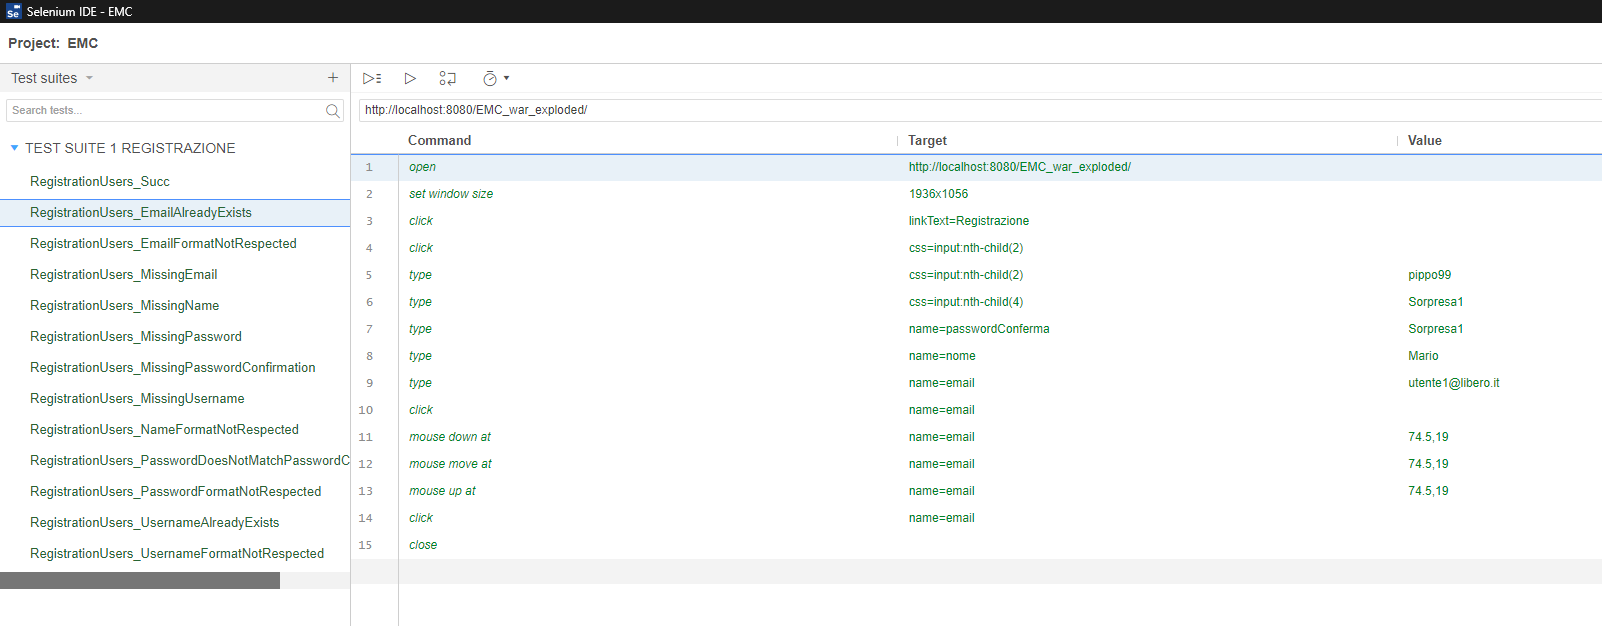 Se Selenium IDE - EMC
Project: EMC
Test suites
+
Search tests...
http://localhost:8080/EMC_war_exploded/
TEST SUITE 1 REGISTRAZIONE
RegistrationUsers_Succ
RegistrationUsers_EmailAlreadyExists
RegistrationUsers_EmailFormatNotRespected
RegistrationUsers_MissingEmail
RegistrationUsers_MissingName
RegistrationUsers_MissingPassword
RegistrationUsers_MissingPasswordConfirmation
RegistrationUsers_MissingUsername
RegistrationUsers_NameFormatNotRespected
RegistrationUsers_PasswordDoesNotMatchPasswordC
RegistrationUsers_PasswordFormatNotRespected
RegistrationUsers_UsernameAlreadyExists
RegistrationUsers_UsernameFormatNotRespected
Command Target Value
1 open http://localhost:8080/EMC_war_exploded/
2 set window size 1936x1056
3 click linkText=Registrazione
4 click css=input:nth-child(2)
5 type css=input:nth-child(2) pippo99
6 type css=input:nth-child(4) Sorpresa1
7 type name=passwordConferma Sorpresa1
8 type name=nome Mario
9 type name=email utente1@libero.it
10 click name=email
11 mouse down at name=email 74.5,19
12 mouse move at name=email 74.5,19
13 mouse up at name=email 74.5,19
14 click name=email
15 close